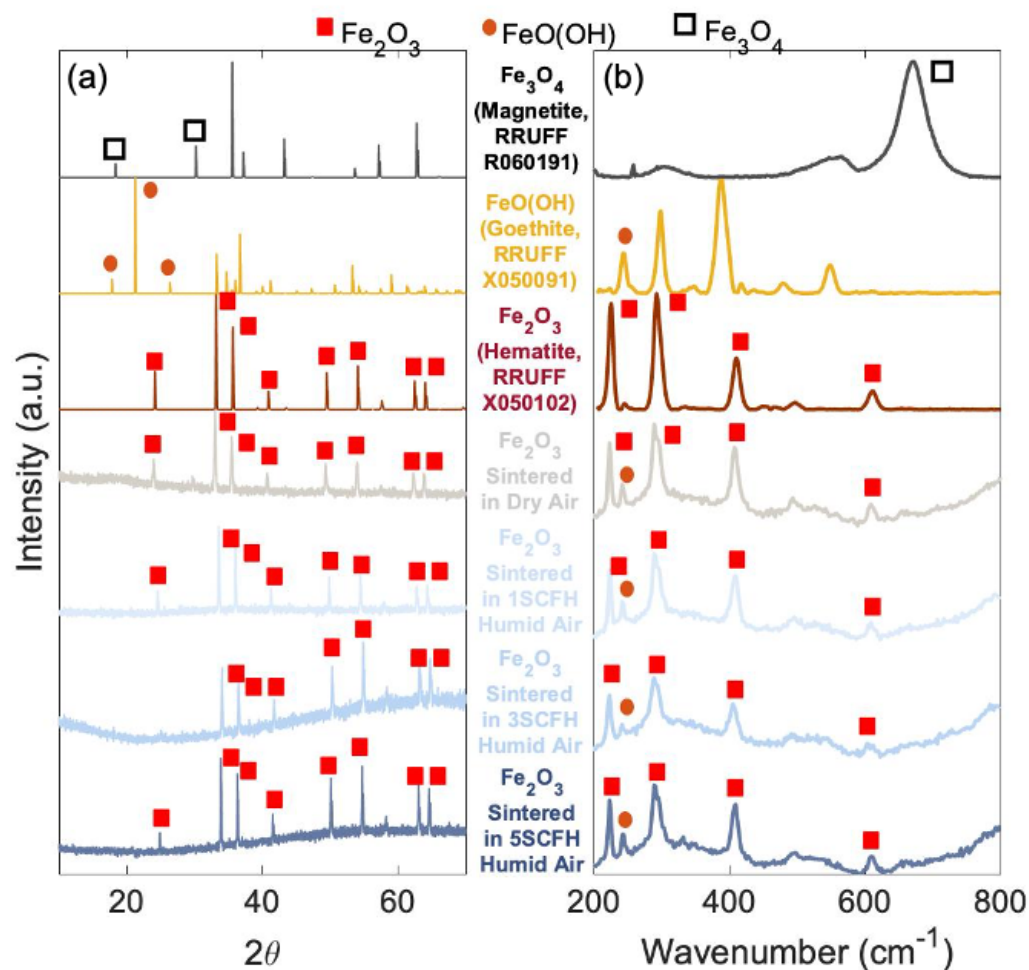 Fe2O3 FeO(OH) Fe3O4
(a)
Fe3O4
(Magnetite,
RRUFF
R060191)
FeO(OH)
(Goethite,
RRUFF
X050091)
Fe2O3
(Hematite,
RRUFF
X050102)
Fe2O3
Sintered
in Dry Air
Fe2O3
Sintered
in 1SCFH
Humid Air
Fe2O3
Sintered
in 3SCFH
Humid Air
Fe2O3
Sintered
in 5SCFH
Humid Air
(b)
Intensity (a.u.)
20 40 60
2θ
200 400 600 800
Wavenumber (cm-1)